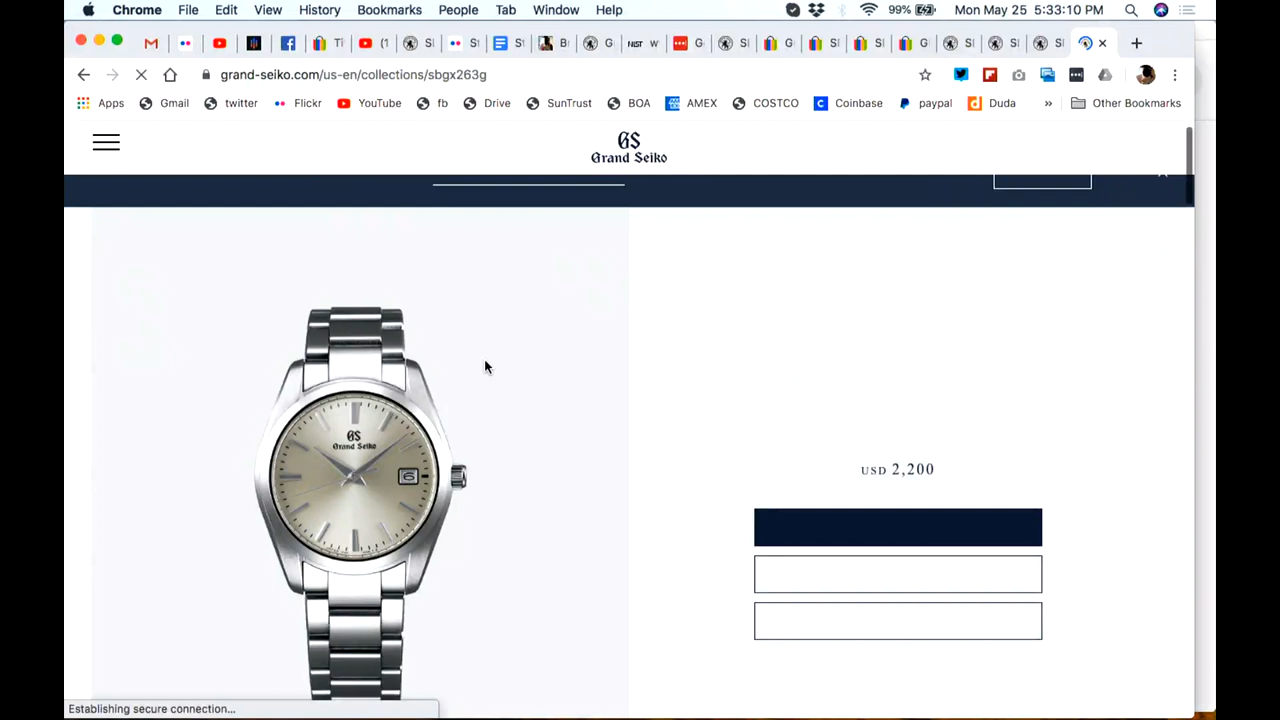 Chrome File Edit View History Bookmarks People Tab Window Help 99% Mon May 25 5:33:10 PM
grand-seiko.com/us-en/collections/sbgx263g
Apps Gmail twitter Flickr YouTube fb Drive SunTrust BOA AMEX COSTCO Coinbase paypal Duda » Other Bookmarks
GS
Grand Seiko
GS
Grand Seiko
6
USD 2,200
Establishing secure connection...